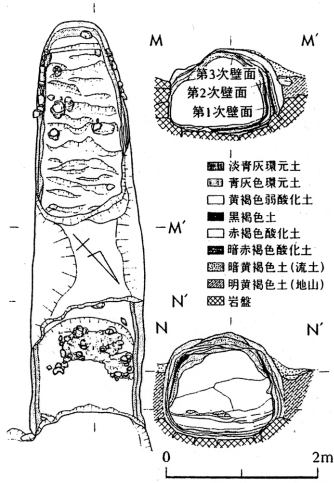 M M′
第3次壁面
第2次壁面
第1次壁面
淡青灰還元土
青灰色還元土
黄褐色弱酸化土
黒褐色土
赤褐色酸化土
暗赤褐色酸化土
暗黄褐色土(流土)
明黄褐色土(地山)
岩盤
M′
N′
N N′
0 2m